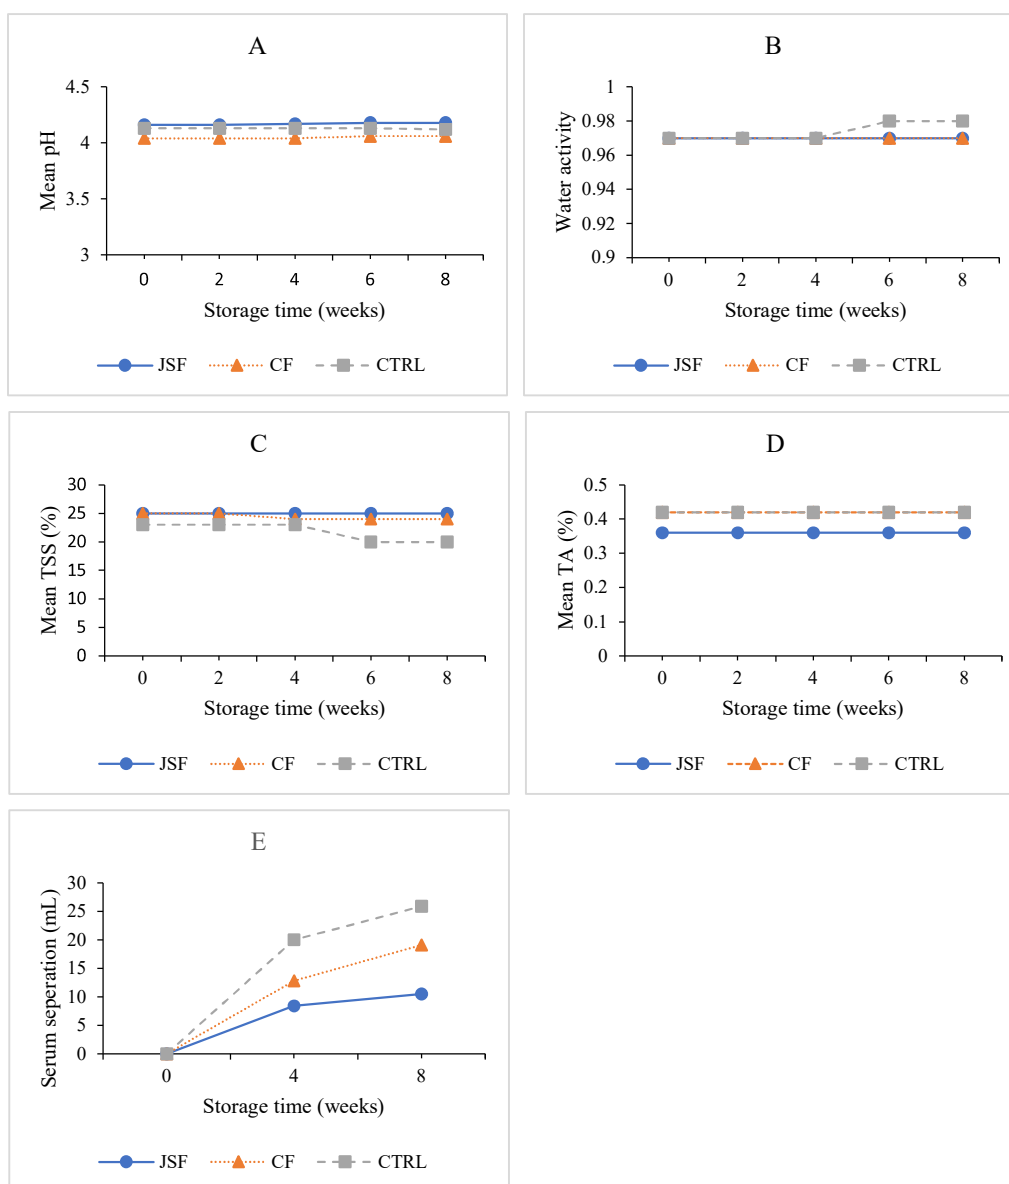 A
Mean pH
4.5
4
3.5
3
0 2 4 6 8
Storage time (weeks)
JSF CF CTRL
B
Water activity
1
0.98
0.96
0.94
0.92
0.9
0 2 4 6 8
Storage time (weeks)
JSF CF CTRL
C
Mean TSS (%)
30
25
20
15
10
5
0
0 2 4 6 8
Storage time (weeks)
JSF CF CTRL
D
Mean TA (%)
0.5
0.4
0.3
0.2
0.1
0
0 2 4 6 8
Storage time (weeks)
JSF CF CTRL
E
Serum seperation (mL)
30
25
20
15
10
5
0
0 4 8
Storage time (weeks)
JSF CF CTRL